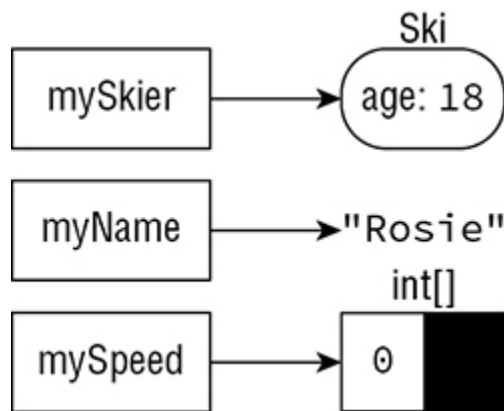 Ski
mySkier
age: 18
myName
"Rosie"
int[]
mySpeed
0